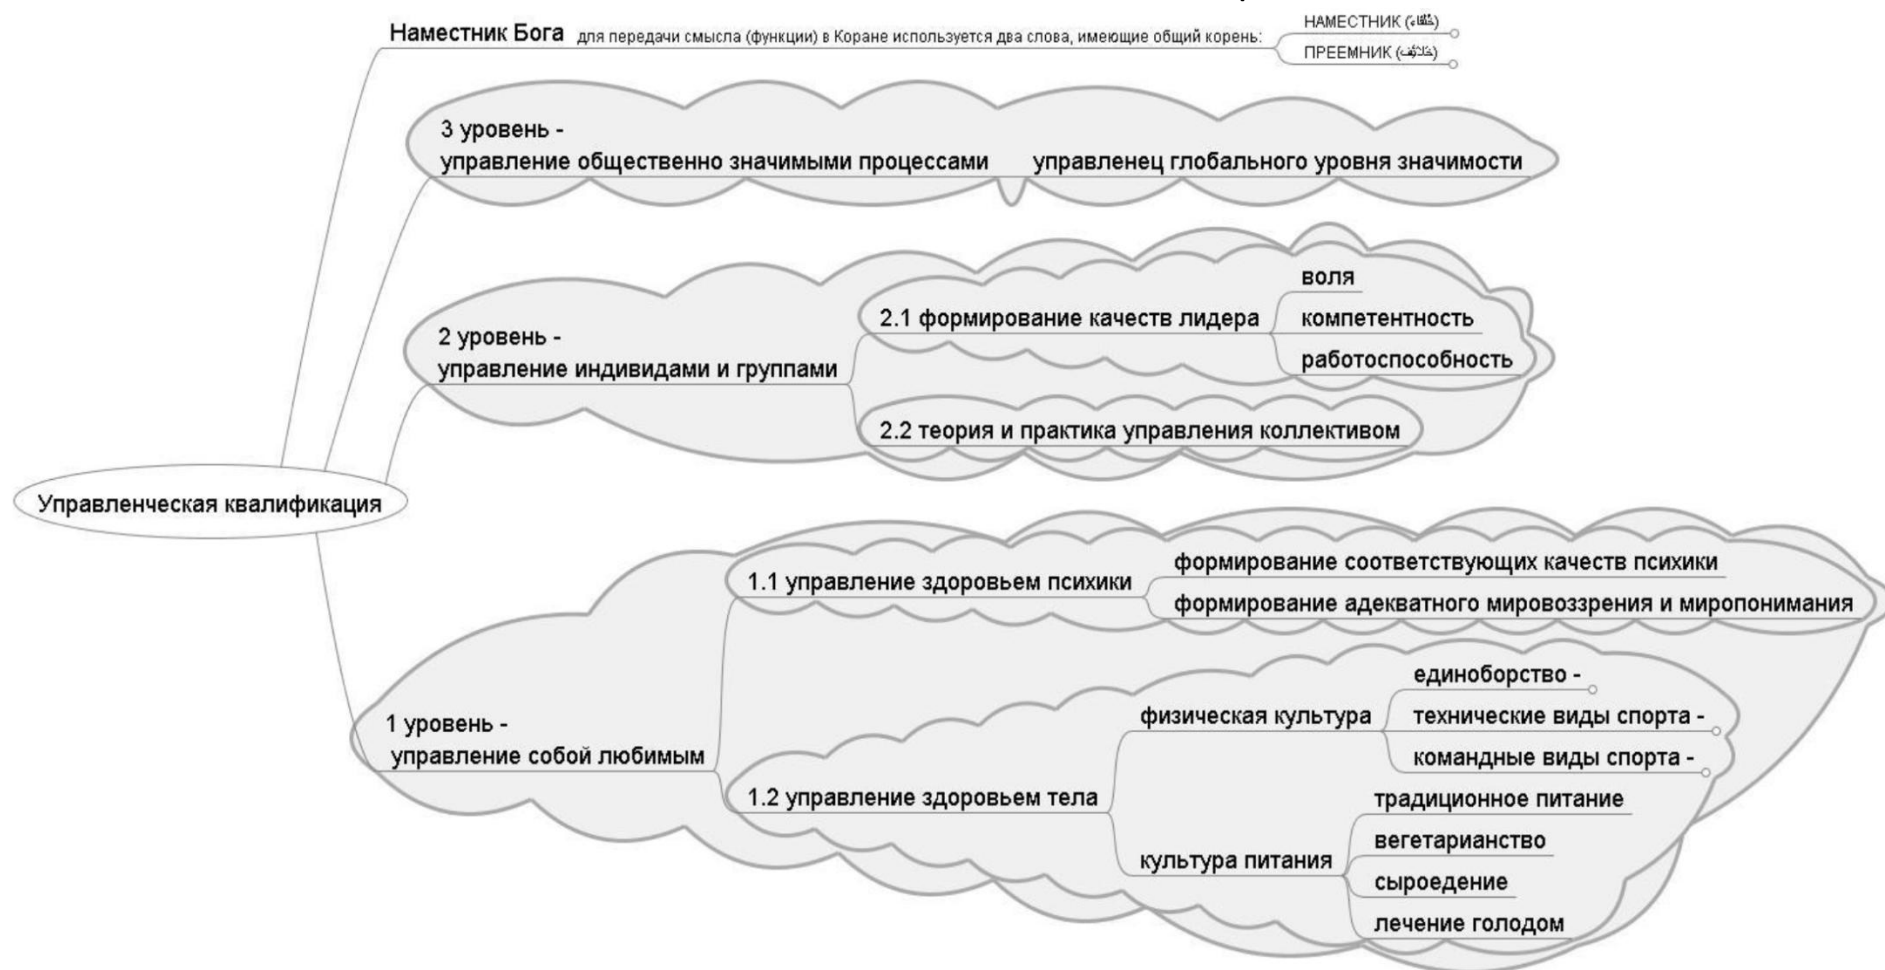 Наместник Бога для передачи смысла (функции) в Коране используется два слова, имеющие общий корень:
НАМЕСТНИК (خُلَفَاء)
ПРЕЕМНИК (خَلَائِف)
3 уровень -
управление общественно значимыми процессами
управленец глобального уровня значимости
2 уровень -
управление индивидами и группами
2.1 формирование качеств лидера
воля
компетентность
работоспособность
2.2 теория и практика управления коллективом
Управленческая квалификация
1 уровень -
управление собой любимым
1.1 управление здоровьем психики
формирование соответствующих качеств психики
формирование адекватного мировоззрения и миропонимания
1.2 управление здоровьем тела
физическая культура
единоборство -
технические виды спорта -
командные виды спорта -
культура питания
традиционное питание
вегетарианство
сыроедение
лечение голодом